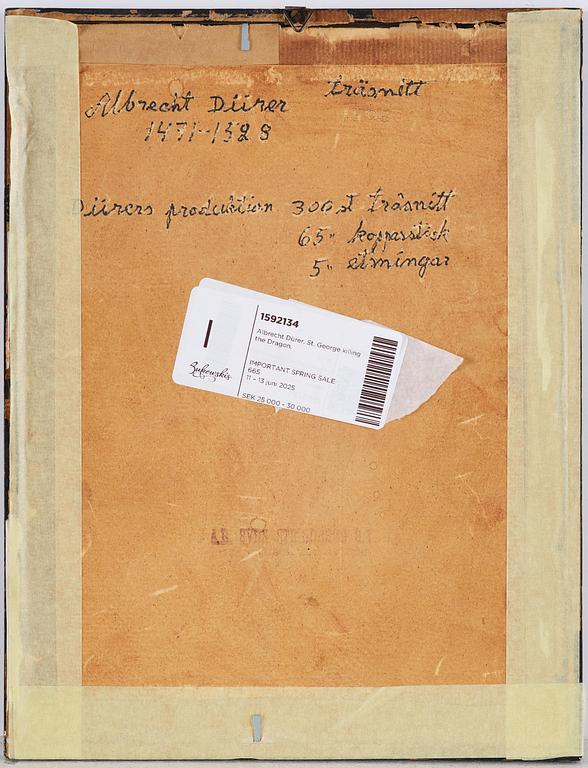 Albrecht Dürer träsnitt
1471-1528
Dürers produktion 300 st träsnitt
65 " kopparstick
5 " etsningar
I
Bukowskis
1592134
Albrecht Dürer, St. George killing
the Dragon.
IMPORTANT SPRING SALE
665
11 - 13 juni 2025
SEK 25 000 - 30 000
A.B.